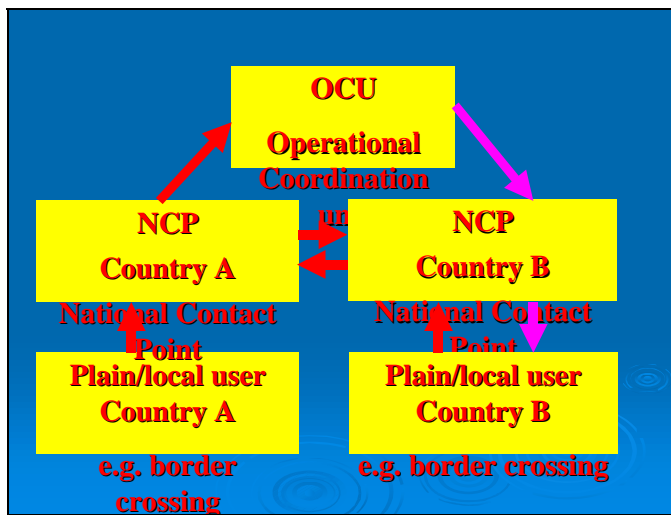 OCU
Operational
Coordination
NCP
Country A
National Contact
Point
NCP
Country B
National Contact
Point
Plain/local user
Country A
e.g. border
crossing
Plain/local user
Country B
e.g. border crossing